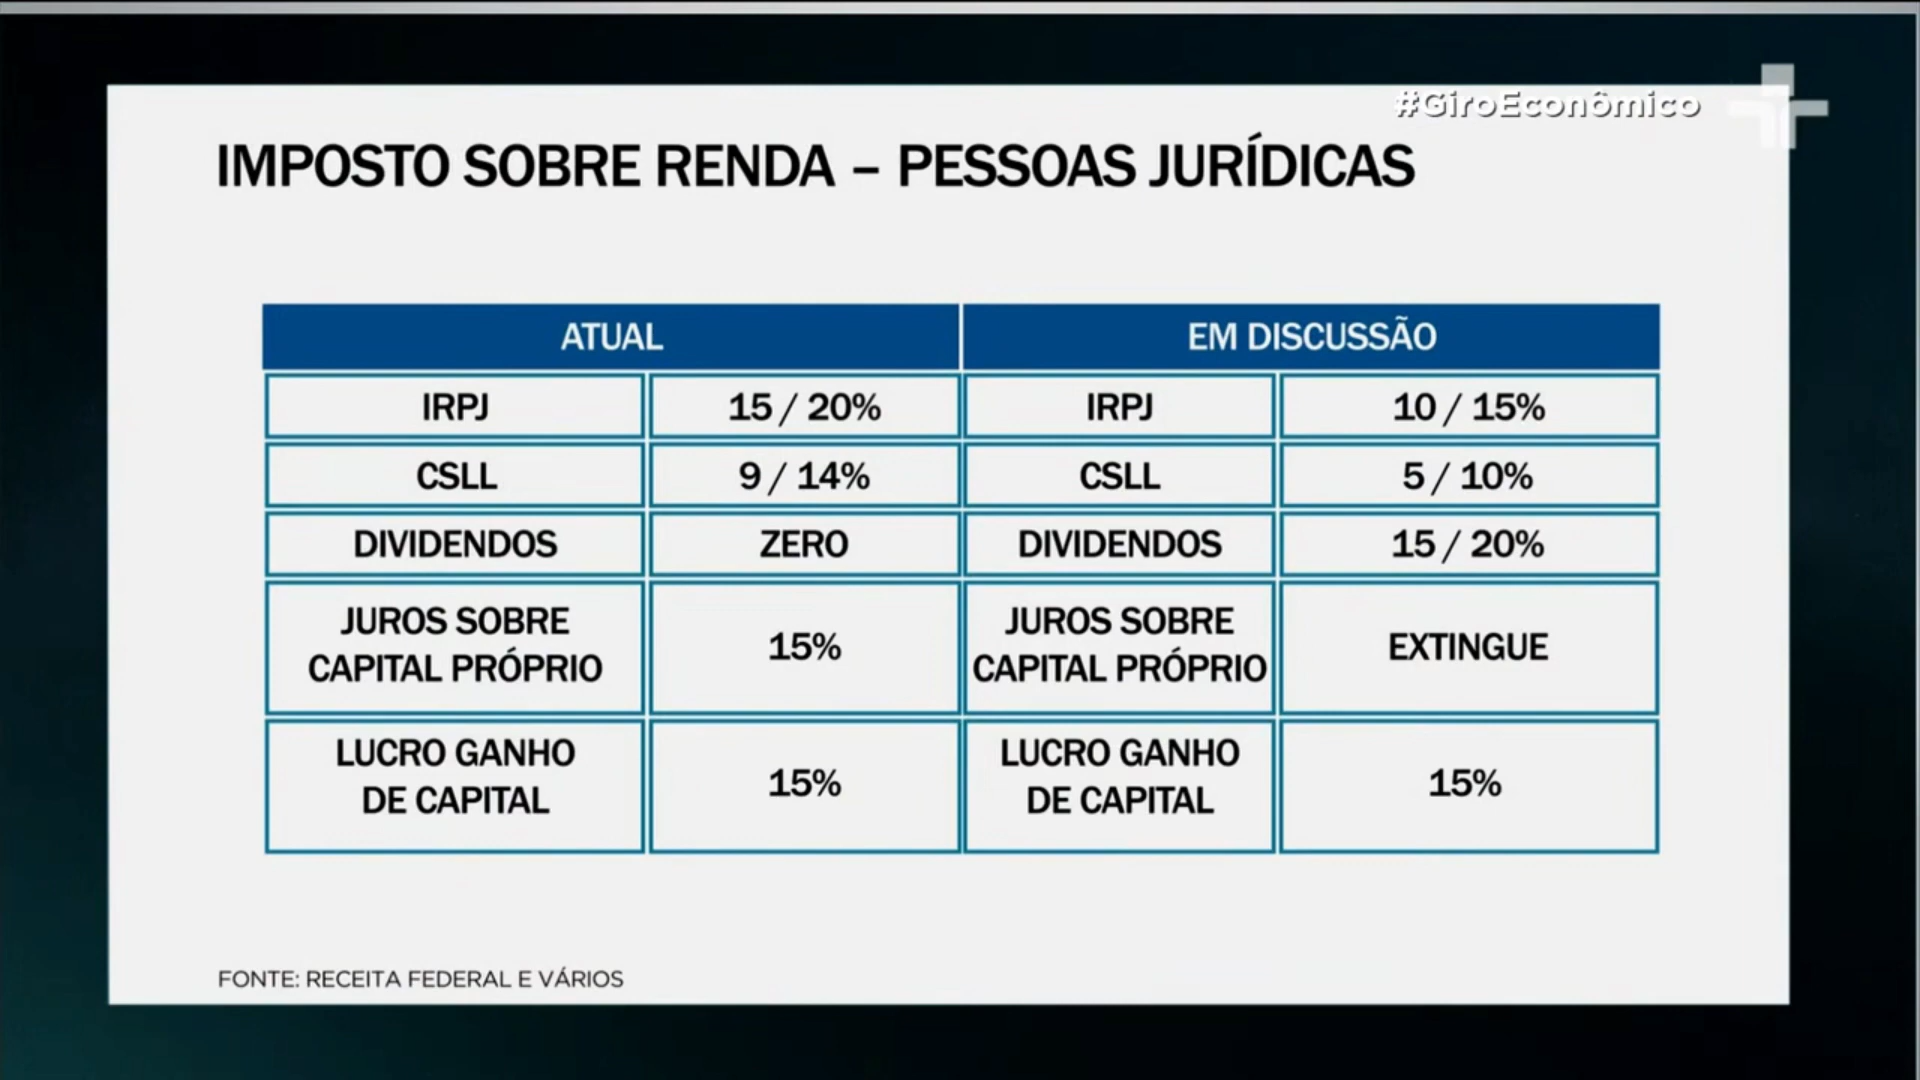 #GiroEconômico
IMPOSTO SOBRE RENDA – PESSOAS JURÍDICAS
ATUAL EM DISCUSSÃO
IRPJ 15 / 20% IRPJ 10 / 15%
CSLL 9 / 14% CSLL 5 / 10%
DIVIDENDOS ZERO DIVIDENDOS 15 / 20%
JUROS SOBRE
CAPITAL PRÓPRIO
15%
JUROS SOBRE
CAPITAL PRÓPRIO
EXTINGUE
LUCRO GANHO
DE CAPITAL
15%
LUCRO GANHO
DE CAPITAL
15%
FONTE: RECEITA FEDERAL E VÁRIOS